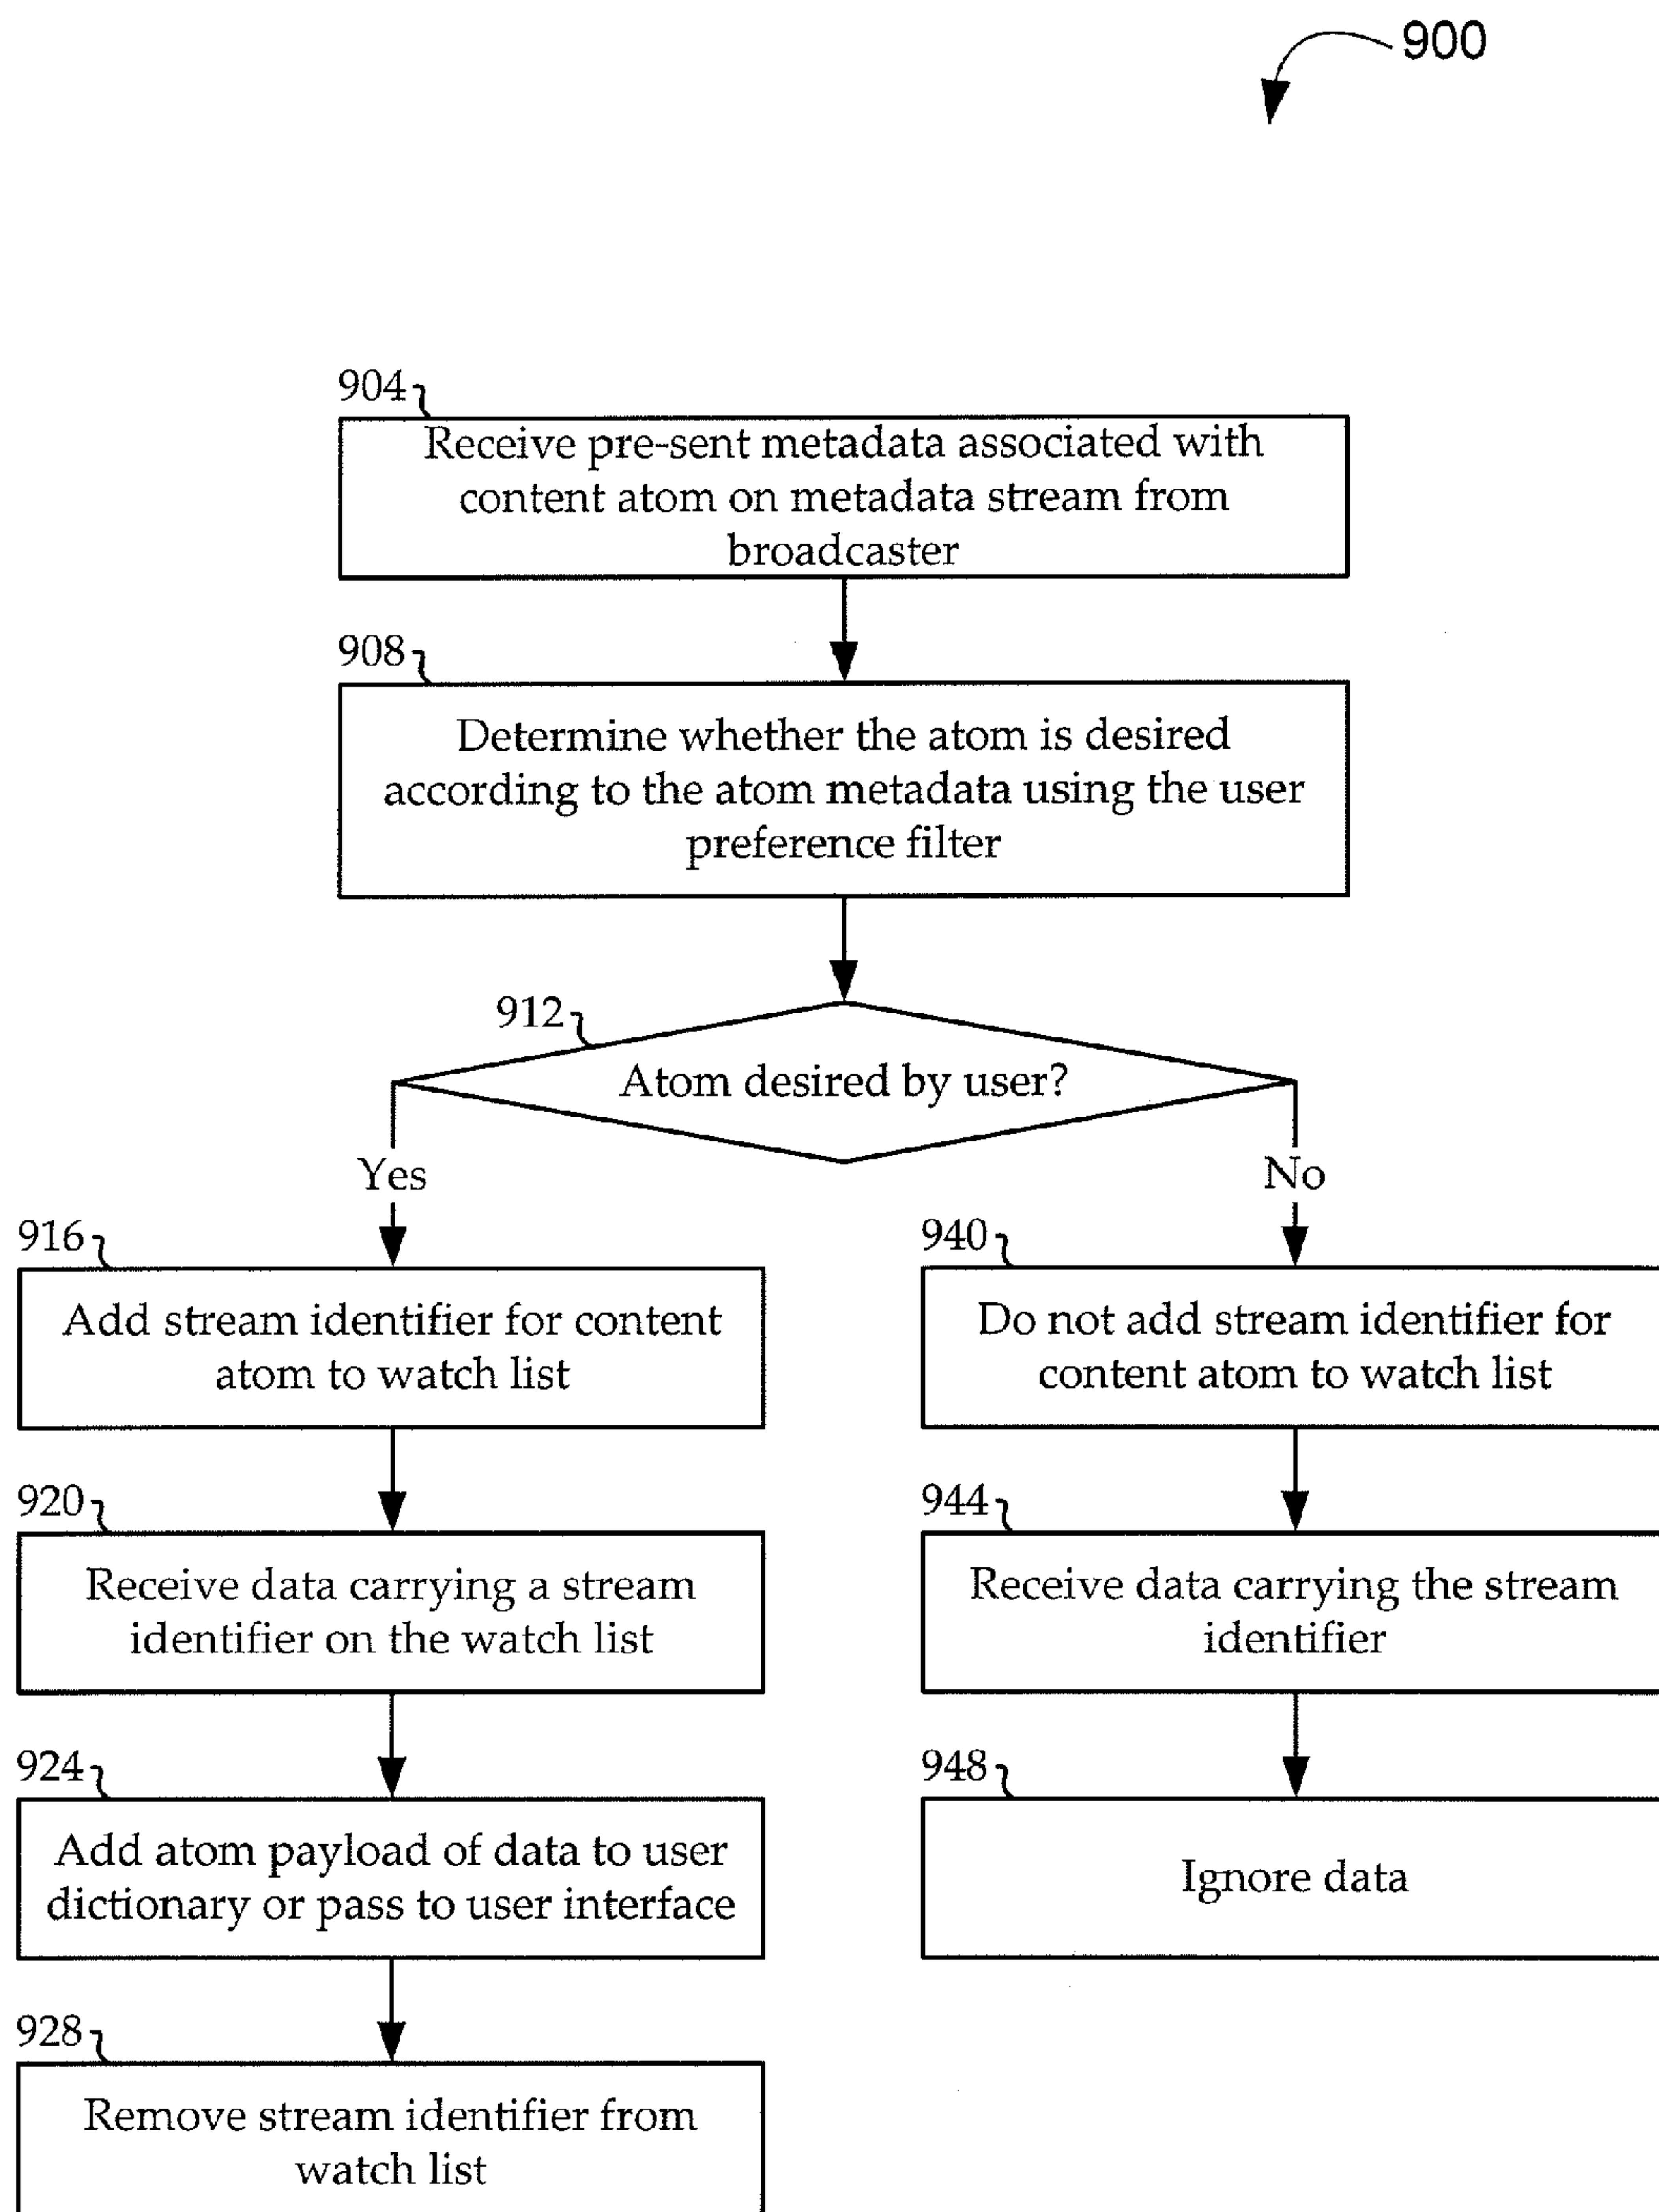 900
904
Receive pre-sent metadata associated with
content atom on metadata stream from
broadcaster
908
Determine whether the atom is desired
according to the atom metadata using the user
preference filter
912
Atom desired by user?
Yes
No
916
Add stream identifier for content
atom to watch list
940
Do not add stream identifier for
content atom to watch list
920
Receive data carrying a stream
identifier on the watch list
944
Receive data carrying the stream
identifier
924
Add atom payload of data to user
dictionary or pass to user interface
948
Ignore data
928
Remove stream identifier from
watch list